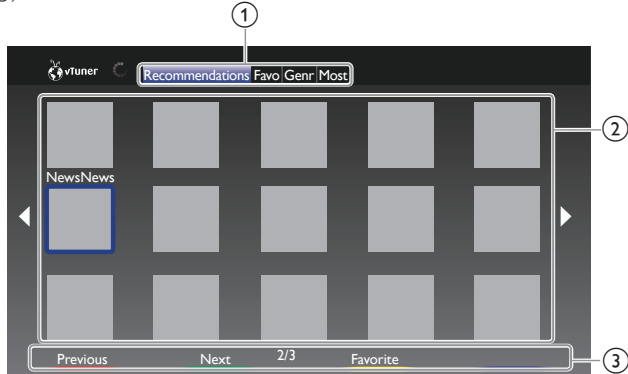 1
vTuner Recommendations Favo Genr Most
2
NewsNews
Previous Next 2/3 Favorite
3